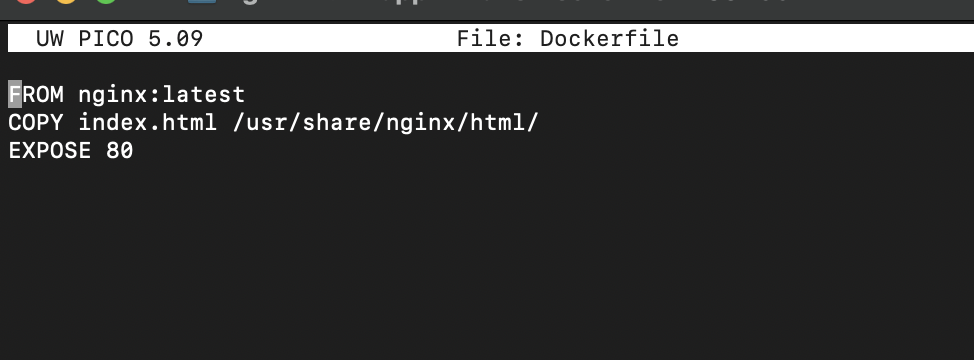 UW PICO 5.09 File: Dockerfile
FROM nginx:latest
COPY index.html /usr/share/nginx/html/
EXPOSE 80